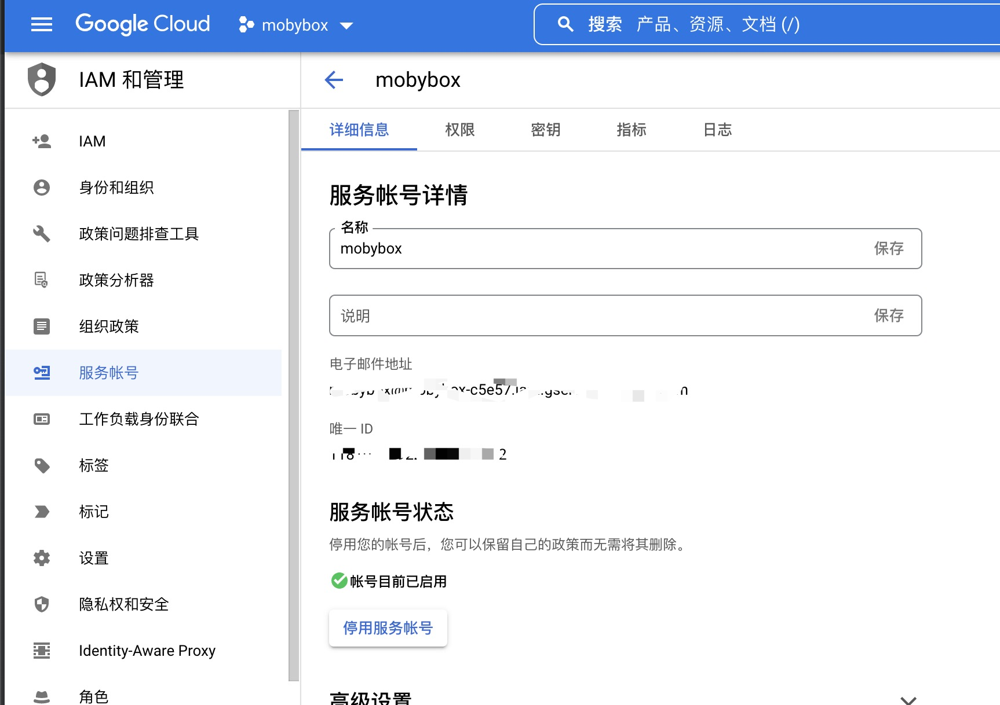 Google Cloud
mobybox
搜索 产品、资源、文档 (/)
IAM 和管理
mobybox
IAM
身份和组织
政策问题排查工具
政策分析器
组织政策
服务帐号
工作负载身份联合
标签
标记
设置
隐私权和安全
Identity-Aware Proxy
角色
详细信息
权限
密钥
指标
日志
服务帐号详情
名称
mobybox
保存
说明
保存
电子邮件地址
唯一 ID
服务帐号状态
停用您的帐号后，您可以保留自己的政策而无需将其删除。
帐号目前已启用
停用服务帐号
高级设置